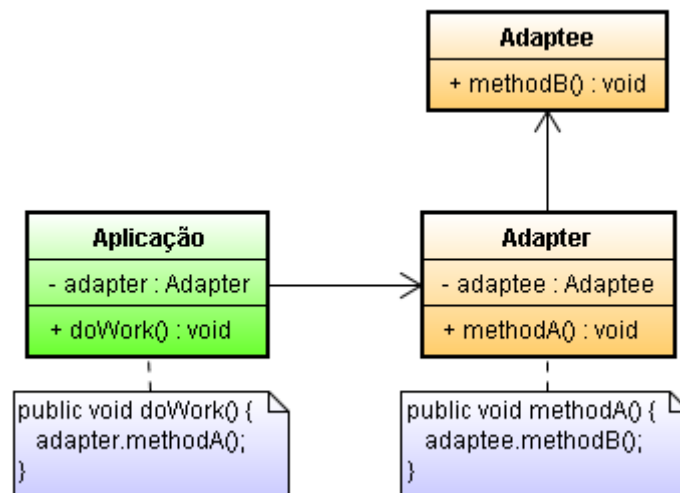 Adaptee
+ methodB() : void
Aplicação
- adapter : Adapter
+ doWork() : void
Adapter
- adaptee : Adaptee
+ methodA() : void
public void doWork() {
adapter.methodA();
}
public void methodA() {
adaptee.methodB();
}